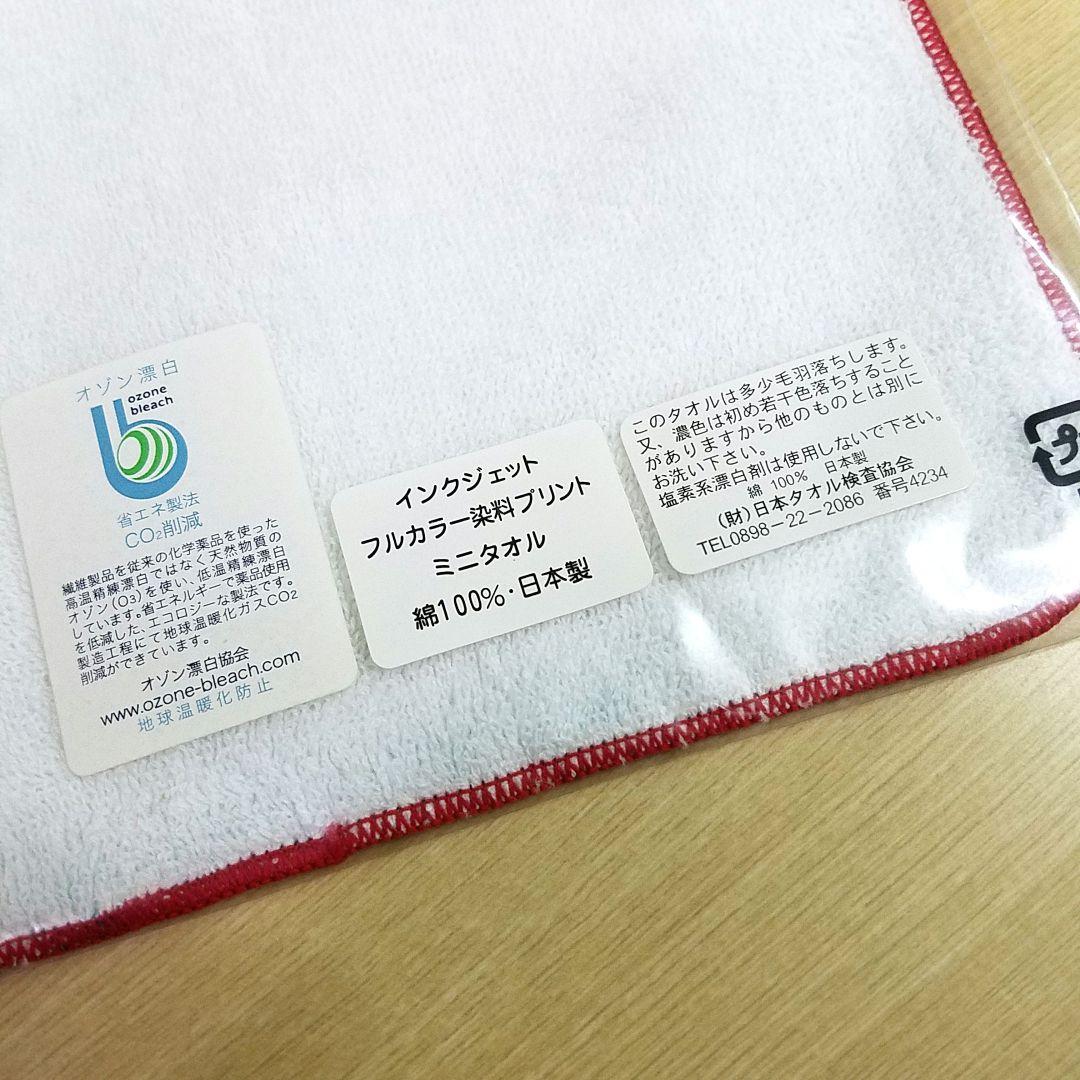 オゾン漂白
ozone
bleach
省エネ製法
CO₂削減
繊維製品を従来の化学薬品を使った
高温精練漂白ではなく天然物質の
オゾン(O₃)を使い、低温精練漂白
しています。省エネルギーで薬品使用
を低減した、エコロジーな製法です。
製造工程にて地球温暖化ガスCO₂
削減ができています。
オゾン漂白協会
www.ozone-bleach.com
地球温暖化防止
インクジェット
フルカラー染料プリント
ミニタオル
綿100%・日本製
このタオルは多少毛羽落ちします。
又、濃色は初め若干色落ちすること
がありますから他のものとは別に
お洗い下さい。
塩素系漂白剤は使用しないで下さい。
綿 100% 日本製
(財)日本タオル検査協会
TEL0898-22-2086 番号4234
プ